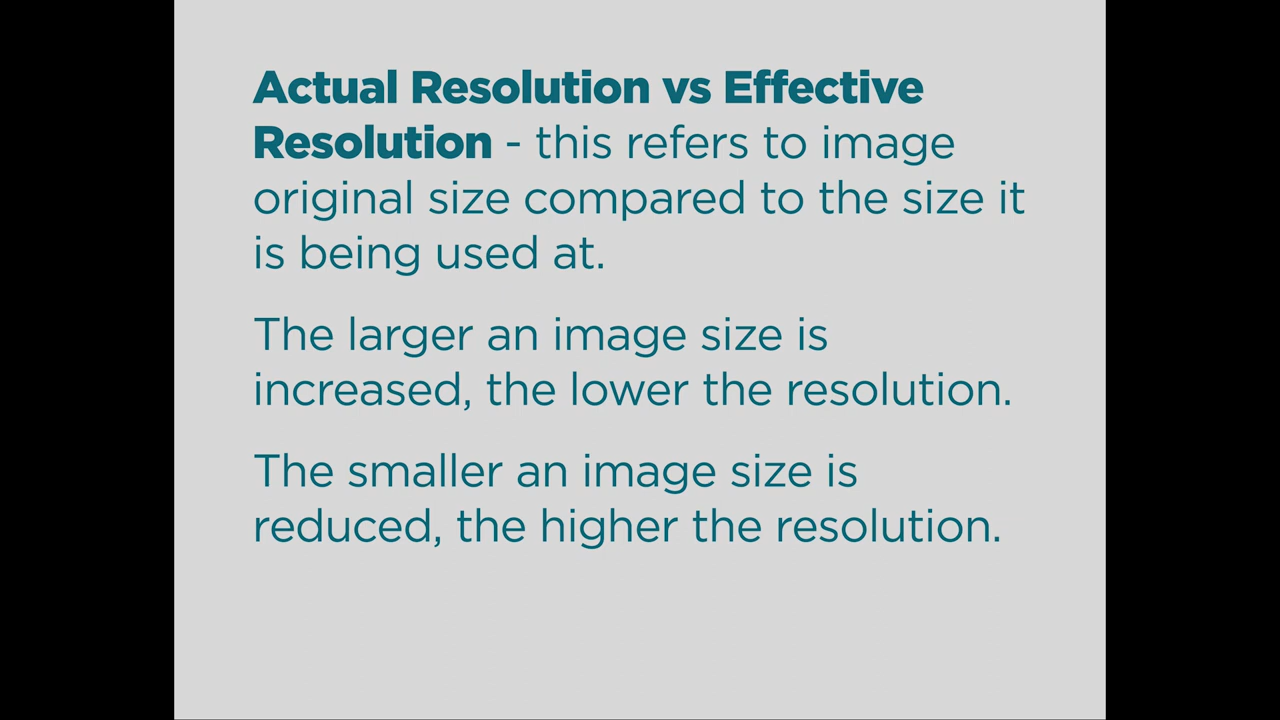 Actual Resolution vs Effective
Resolution - this refers to image
original size compared to the size it
is being used at.
The larger an image size is
increased, the lower the resolution.
The smaller an image size is
reduced, the higher the resolution.